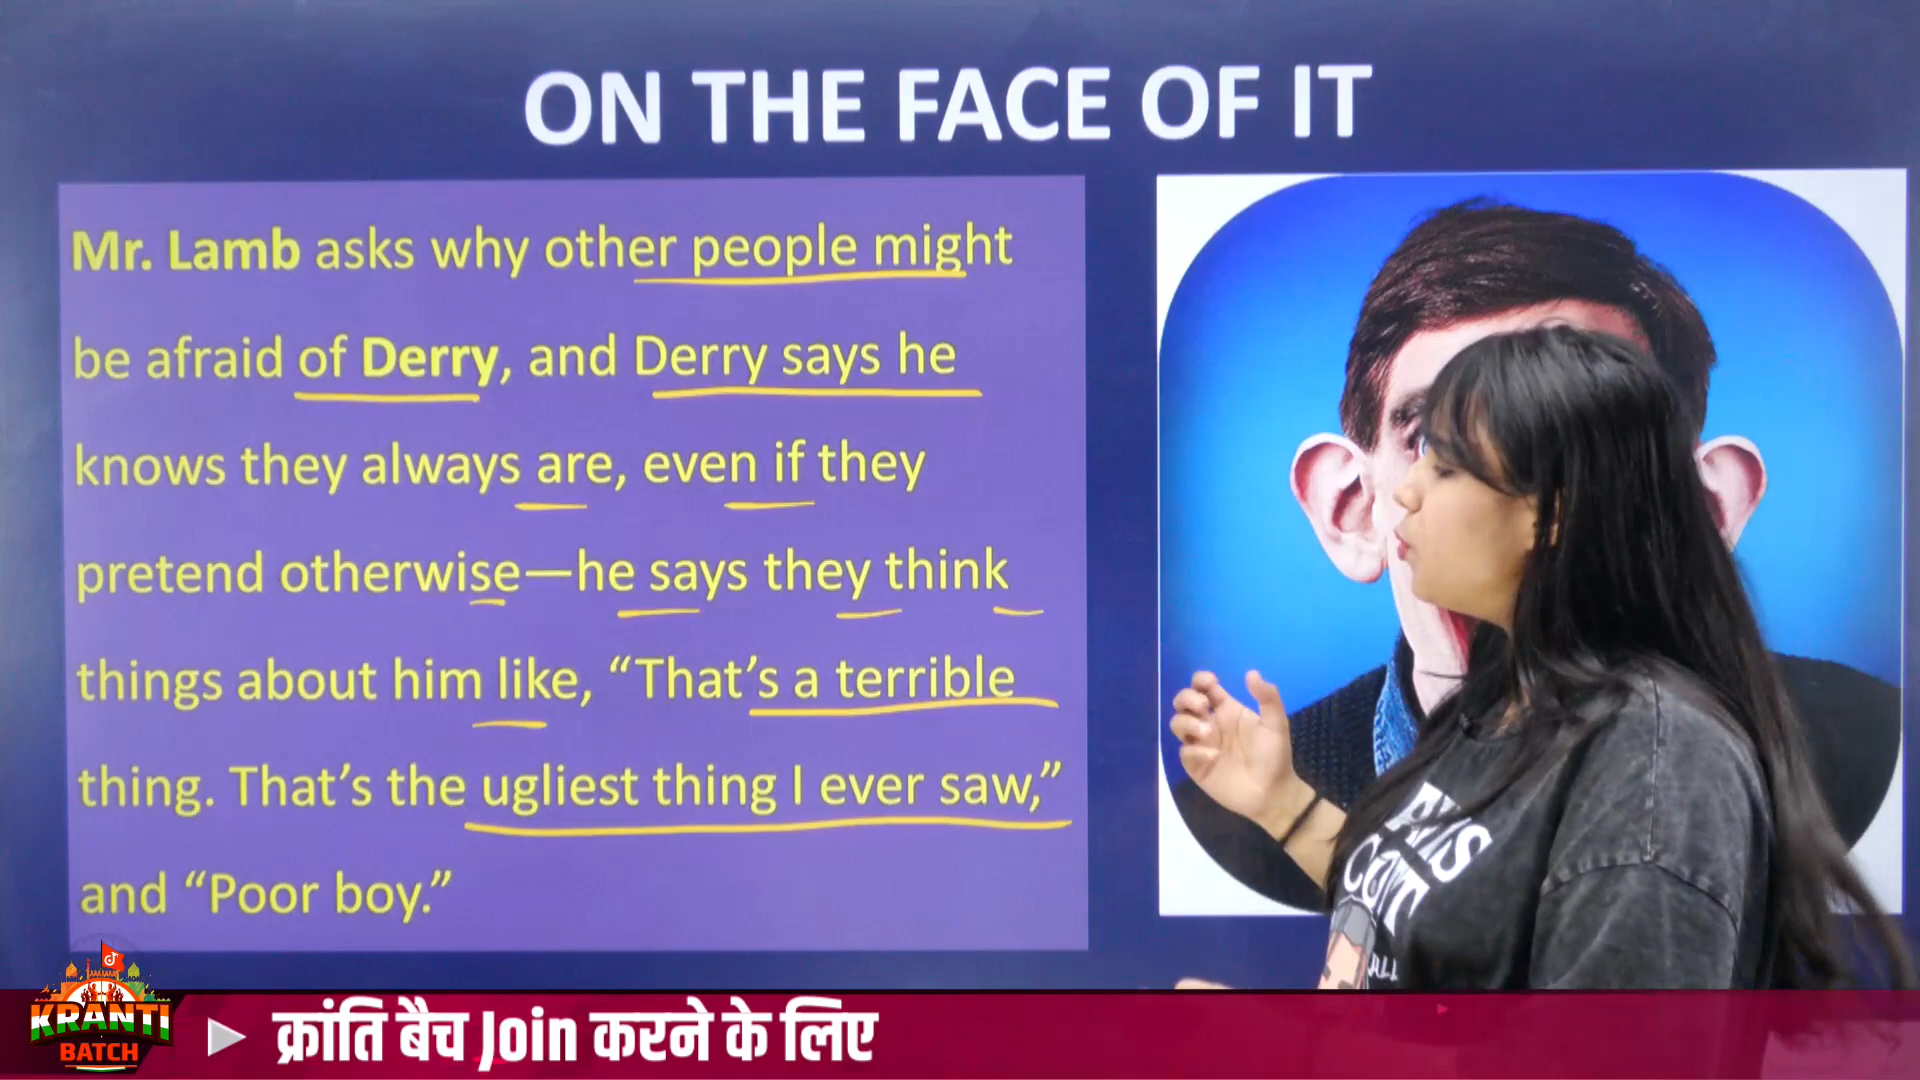 ON THE FACE OF IT
Mr. Lamb asks why other people might
be afraid of Derry, and Derry says he
knows they always are, even if they
pretend otherwise—he says they think
things about him like, “That’s a terrible
thing. That’s the ugliest thing I ever saw,”
and “Poor boy.”
KRANTI
BATCH
क्रांति बैच Join करने के लिए